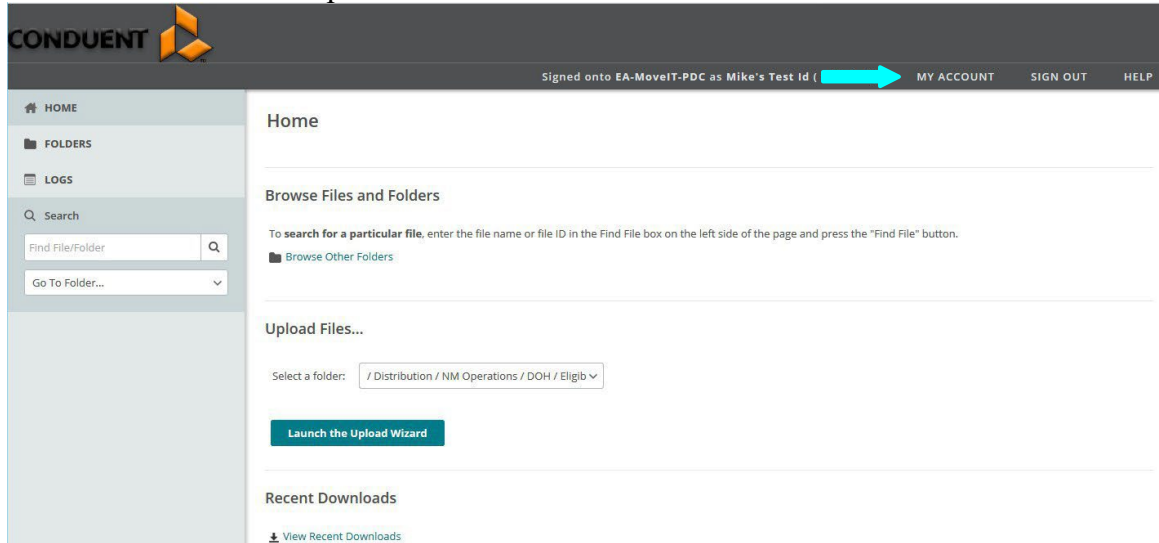 CONDUENT
Signed onto EA-MoveIT-PDC as Mike's Test Id (
MY ACCOUNT SIGN OUT HELP
HOME
FOLDERS
LOGS
Search
Find File/Folder
Go To Folder...
Home
Browse Files and Folders
To search for a particular file, enter the file name or file ID in the Find File box on the left side of the page and press the "Find File" button.
Browse Other Folders
Upload Files...
Select a folder: / Distribution / NM Operations / DOH / Eligib
Launch the Upload Wizard
Recent Downloads
View Recent Downloads